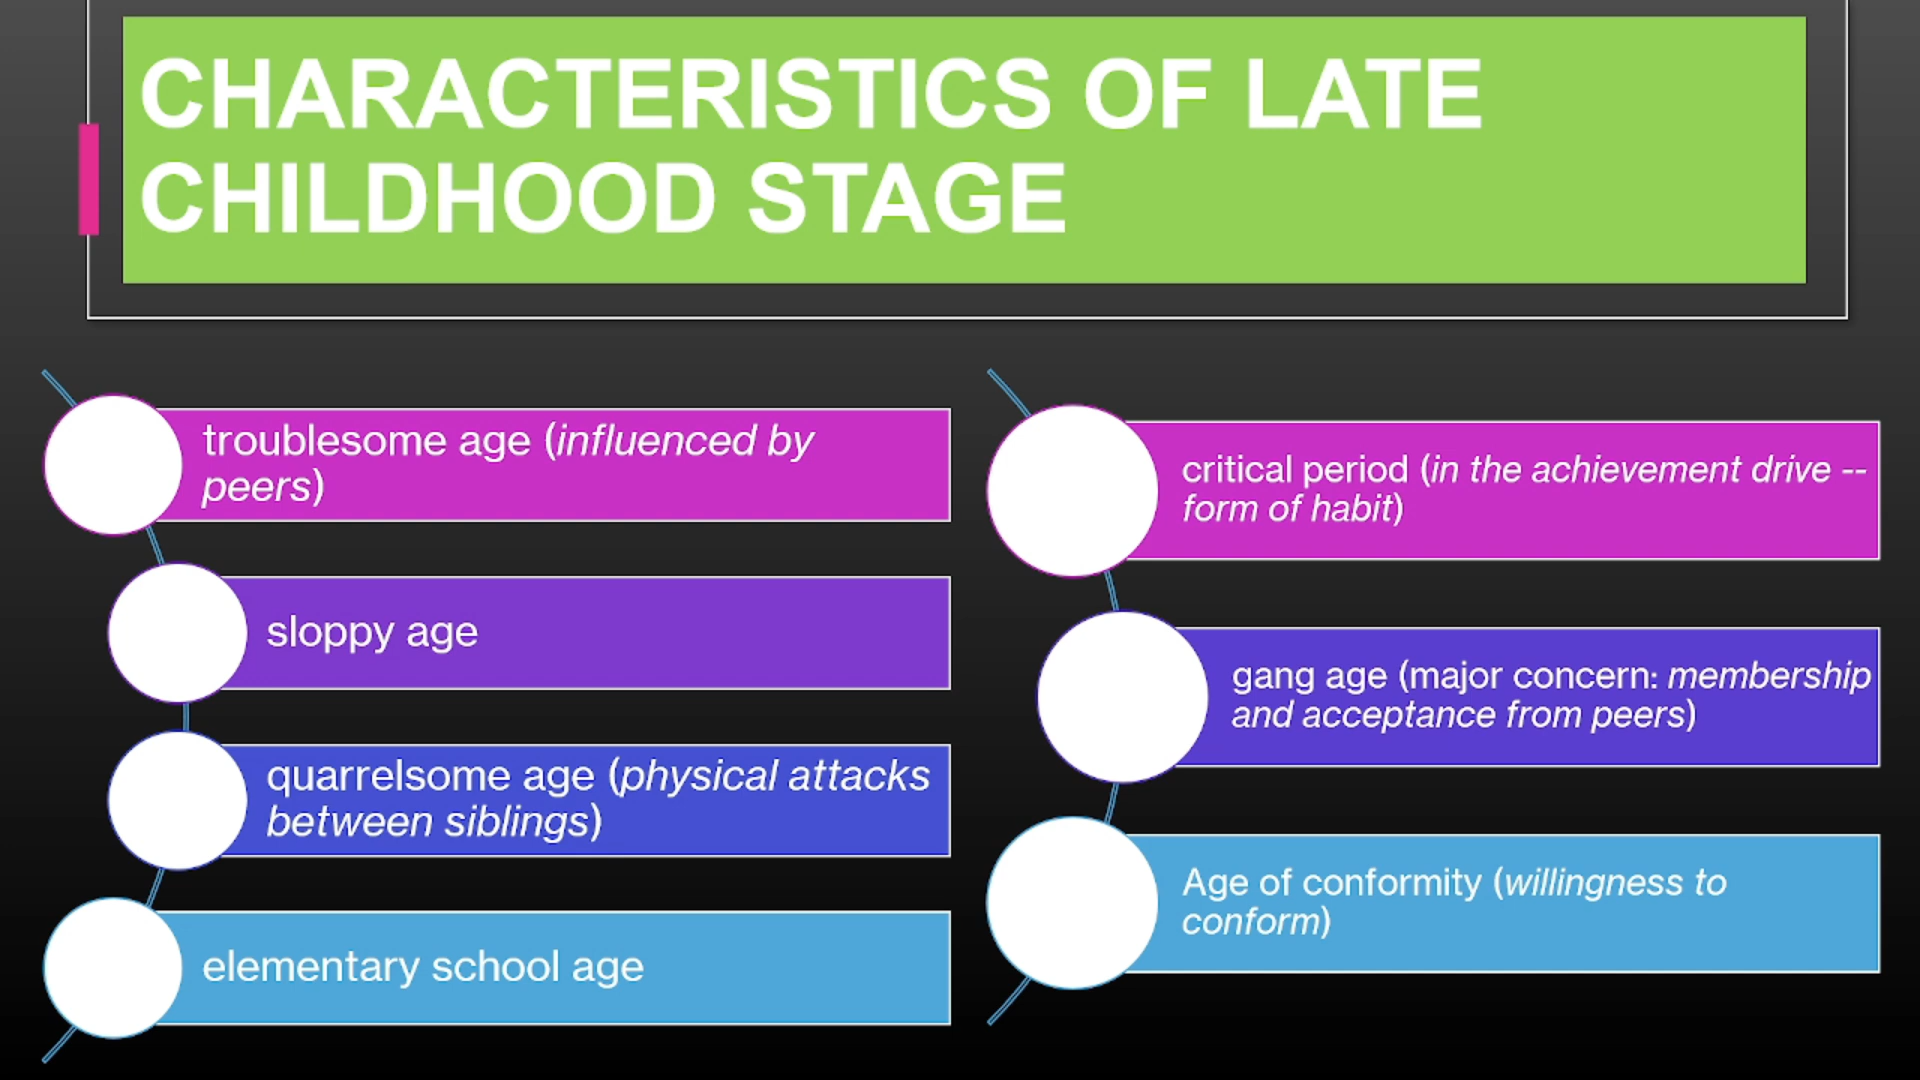 CHARACTERISTICS OF LATE
CHILDHOOD STAGE
troublesome age (influenced by
peers)
sloppy age
quarrelsome age (physical attacks
between siblings)
elementary school age
critical period (in the achievement drive --
form of habit)
gang age (major concern: membership
and acceptance from peers)
Age of conformity (willingness to
conform)